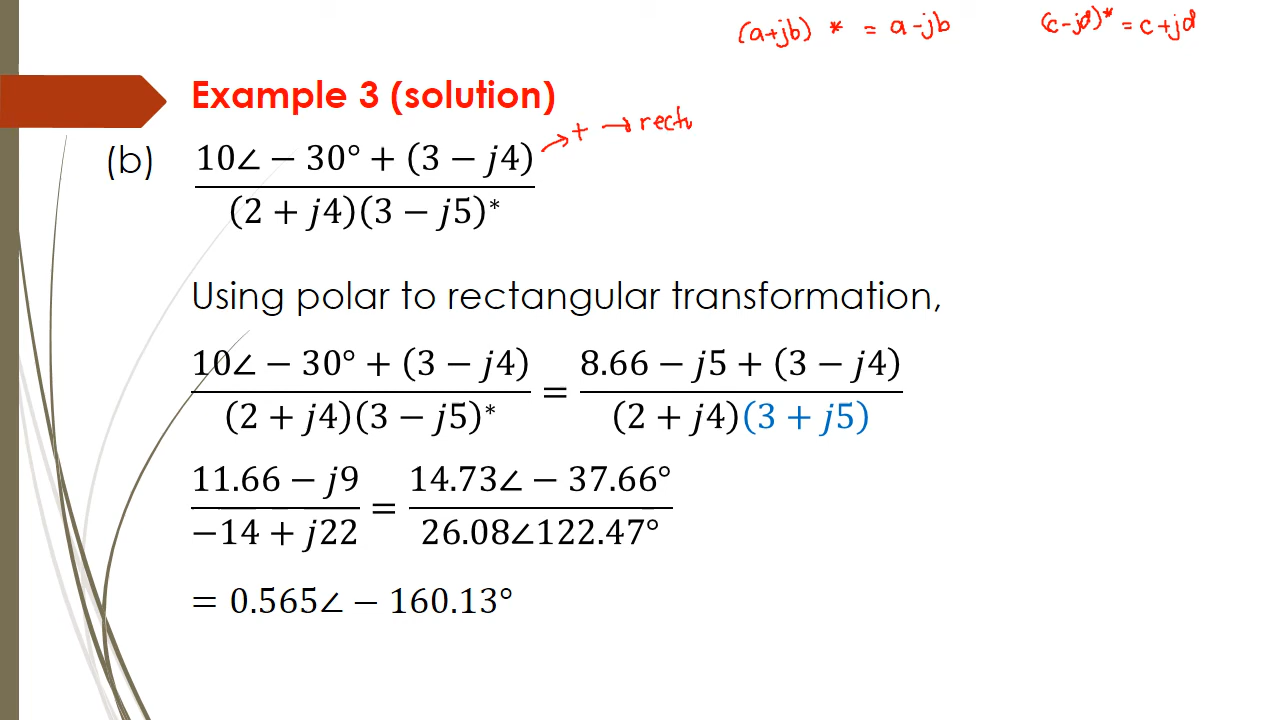 (a+jb) * = a-jb (c-jd)* = c+jd
Example 3 (solution)
→ + → rect
(b) 10∠ − 30° + (3 − j4)
(2 + j4)(3 − j5)*
Using polar to rectangular transformation,
10∠ − 30° + (3 − j4) = 8.66 − j5 + (3 − j4)
(2 + j4)(3 − j5)* (2 + j4)(3 + j5)
11.66 − j9 = 14.73∠ − 37.66°
−14 + j22 26.08∠122.47°
= 0.565∠ − 160.13°